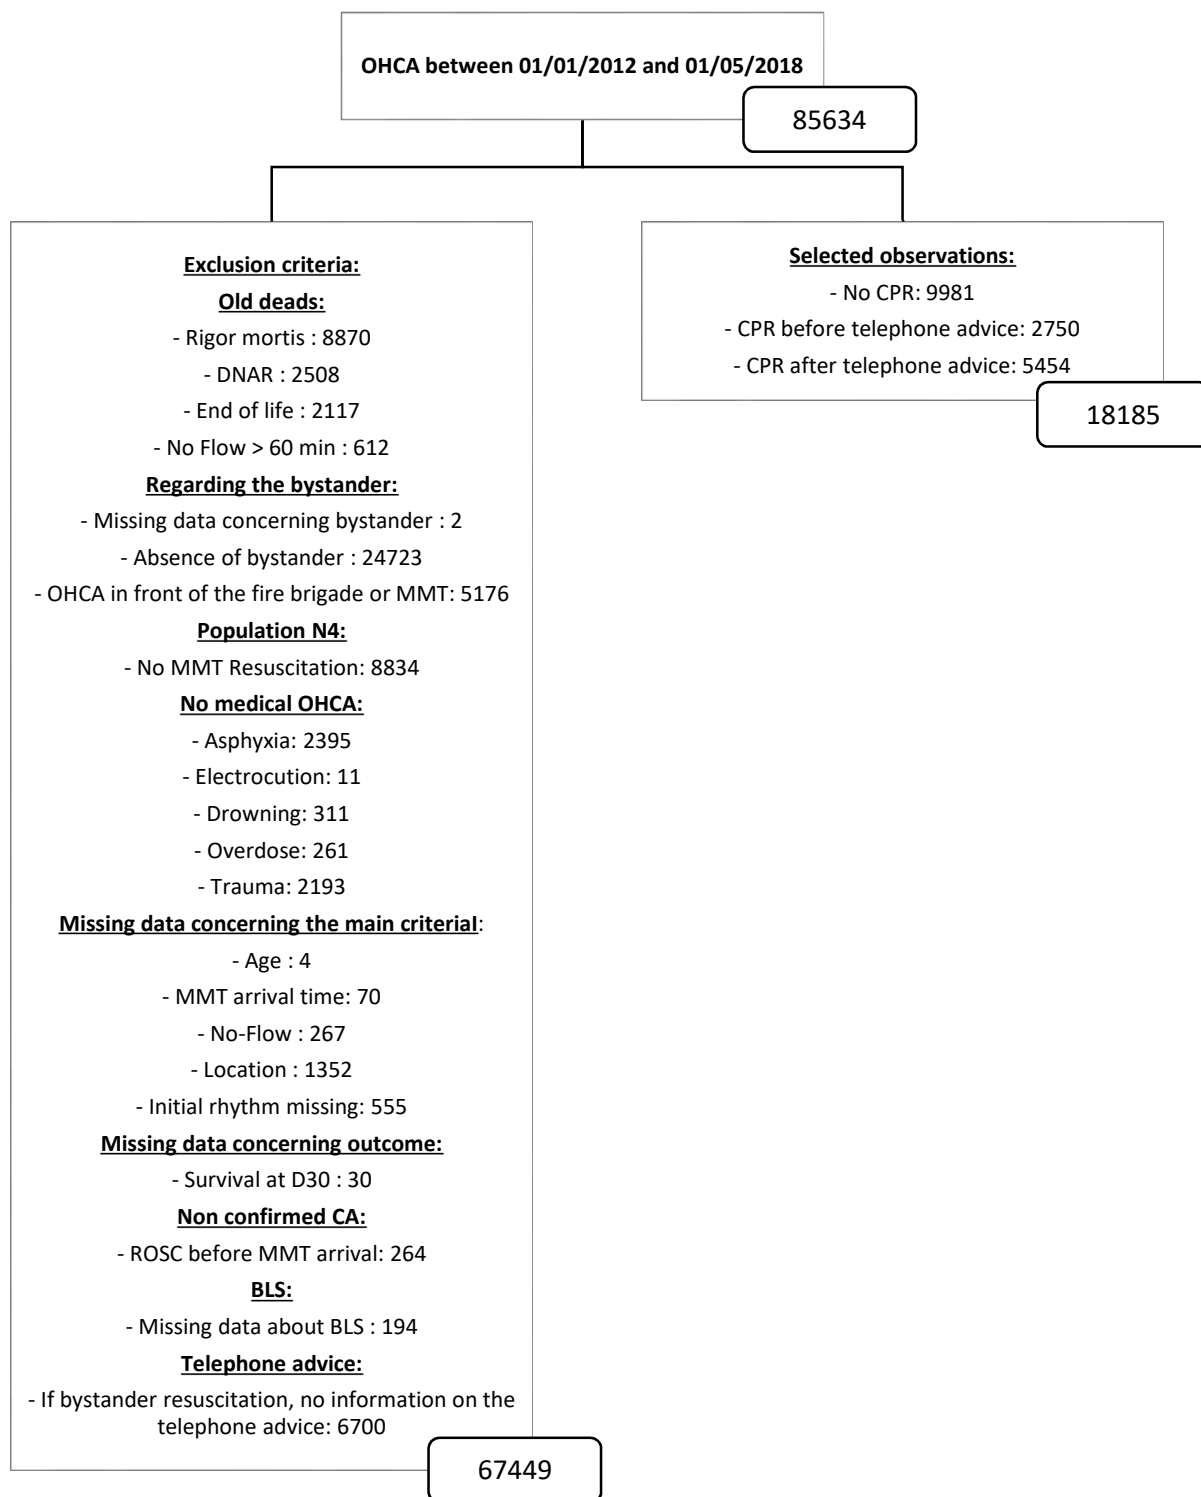 OHCA between 01/01/2012 and 01/05/2018
85634
Exclusion criteria:
Old deads:
- Rigor mortis : 8870
- DNAR : 2508
- End of life : 2117
- No Flow > 60 min : 612
Regarding the bystander:
- Missing data concerning bystander : 2
- Absence of bystander : 24723
- OHCA in front of the fire brigade or MMT: 5176
Population N4:
- No MMT Resuscitation: 8834
No medical OHCA:
- Asphyxia: 2395
- Electrocution: 11
- Drowning: 311
- Overdose: 261
- Trauma: 2193
Missing data concerning the main criterial:
- Age : 4
- MMT arrival time: 70
- No-Flow : 267
- Location : 1352
- Initial rhythm missing: 555
Missing data concerning outcome:
- Survival at D30 : 30
Non confirmed CA:
- ROSC before MMT arrival: 264
BLS:
- Missing data about BLS : 194
Telephone advice:
- If bystander resuscitation, no information on the
telephone advice: 6700
67449
Selected observations:
- No CPR: 9981
- CPR before telephone advice: 2750
- CPR after telephone advice: 5454
18185